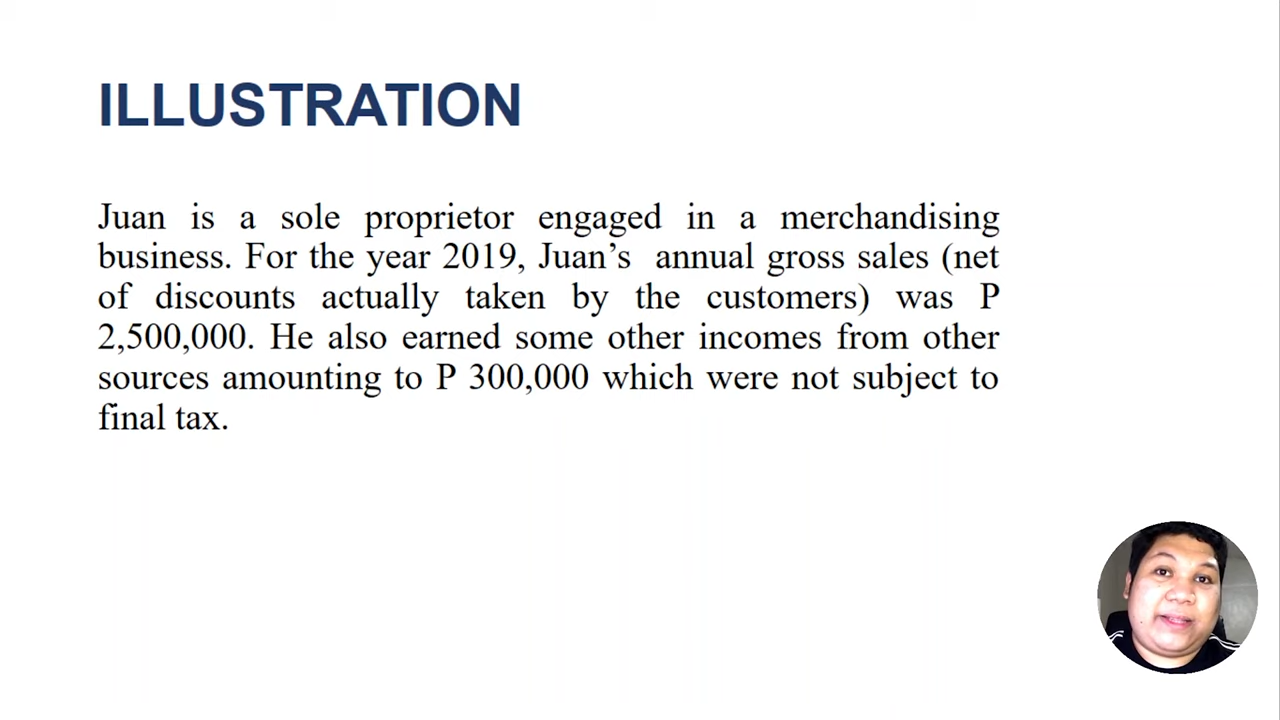 ILLUSTRATION
Juan is a sole proprietor engaged in a merchandising
business. For the year 2019, Juan’s annual gross sales (net
of discounts actually taken by the customers) was P
2,500,000. He also earned some other incomes from other
sources amounting to P 300,000 which were not subject to
final tax.